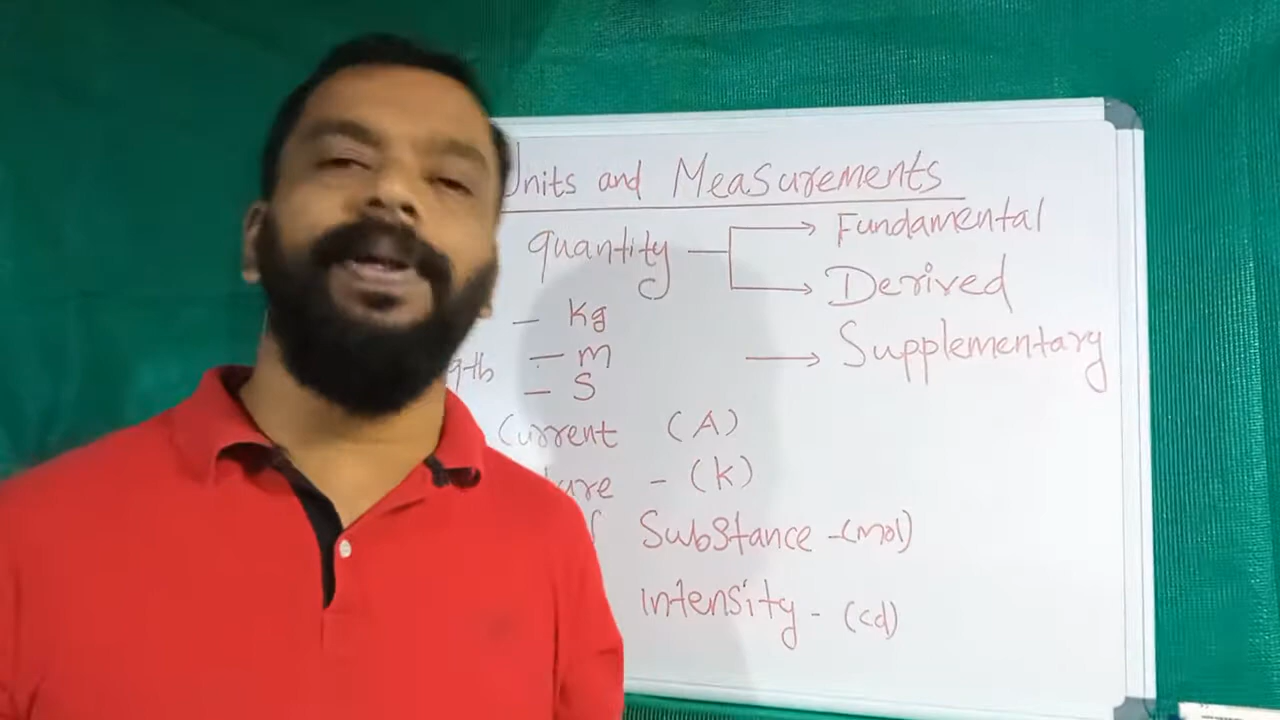 Units and Measurements
quantity
Fundamental
Derived
Supplementary
— Kg
— m
— S
Current (A)
- (K)
Substance - (mol)
intensity - (cd)